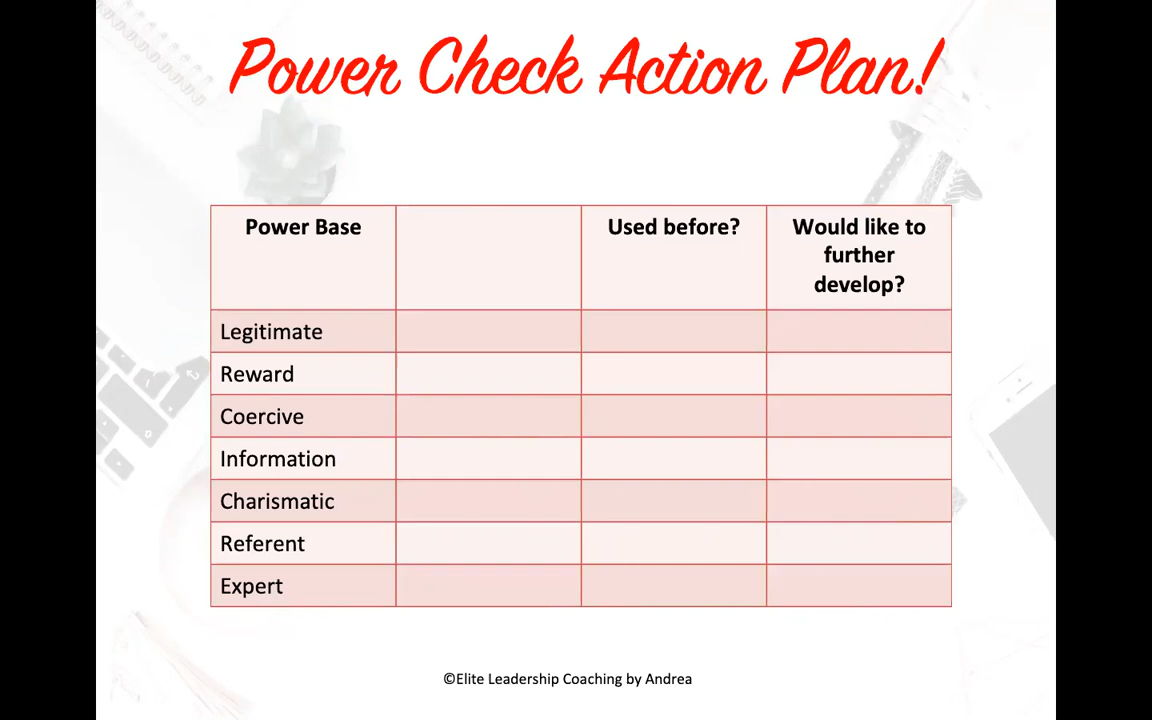 Power Check Action Plan!
Power Base
Used before?
Would like to
further
develop?
Legitimate
Reward
Coercive
Information
Charismatic
Referent
Expert
©Elite Leadership Coaching by Andrea